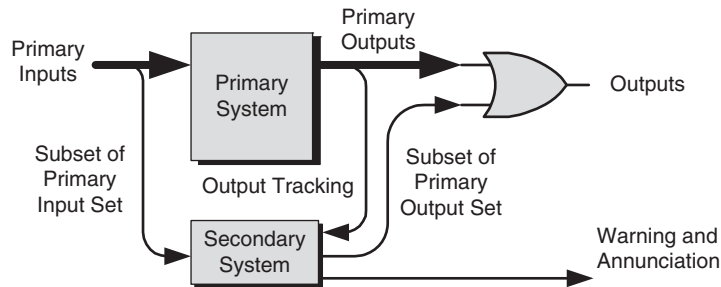 Primary
Inputs
Primary
System
Primary
Outputs
Outputs
Subset of
Primary
Input Set
Output Tracking
Subset of
Primary
Output Set
Secondary
System
Warning and
Annunciation